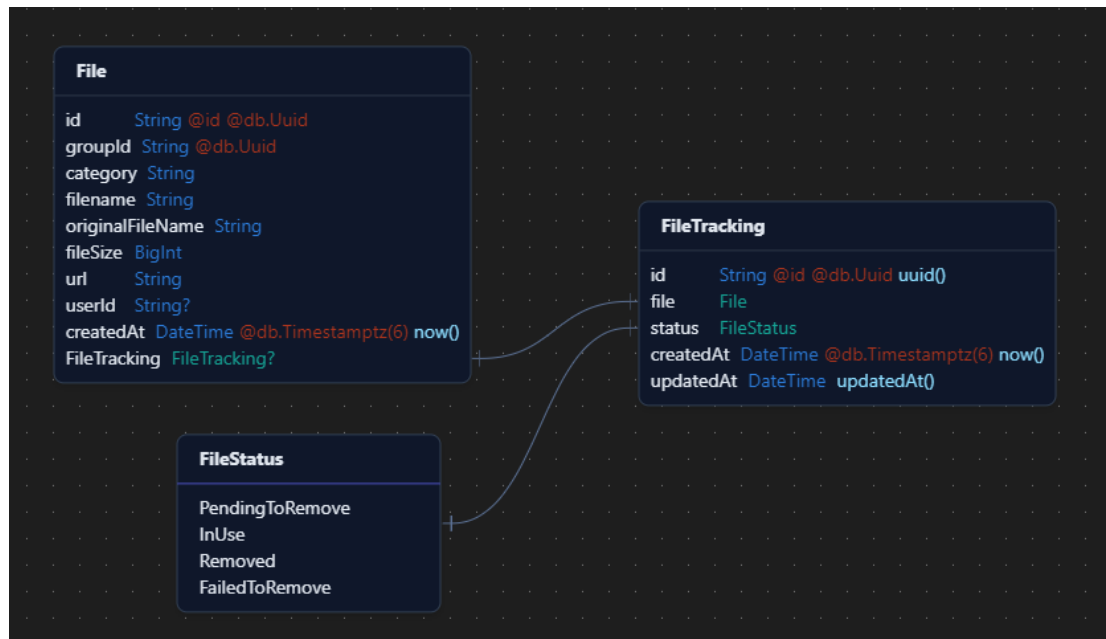 File
id String @id @db.Uuid
groupId String @db.Uuid
category String
filename String
originalFileName String
fileSize BigInt
url String
userId String?
createdAt DateTime @db.Timestamptz(6) now()
FileTracking FileTracking?
FileTracking
id String @id @db.Uuid uuid()
file File
status FileStatus
createdAt DateTime @db.Timestamptz(6) now()
updatedAt DateTime updatedAt()
FileStatus
PendingToRemove
InUse
Removed
FailedToRemove